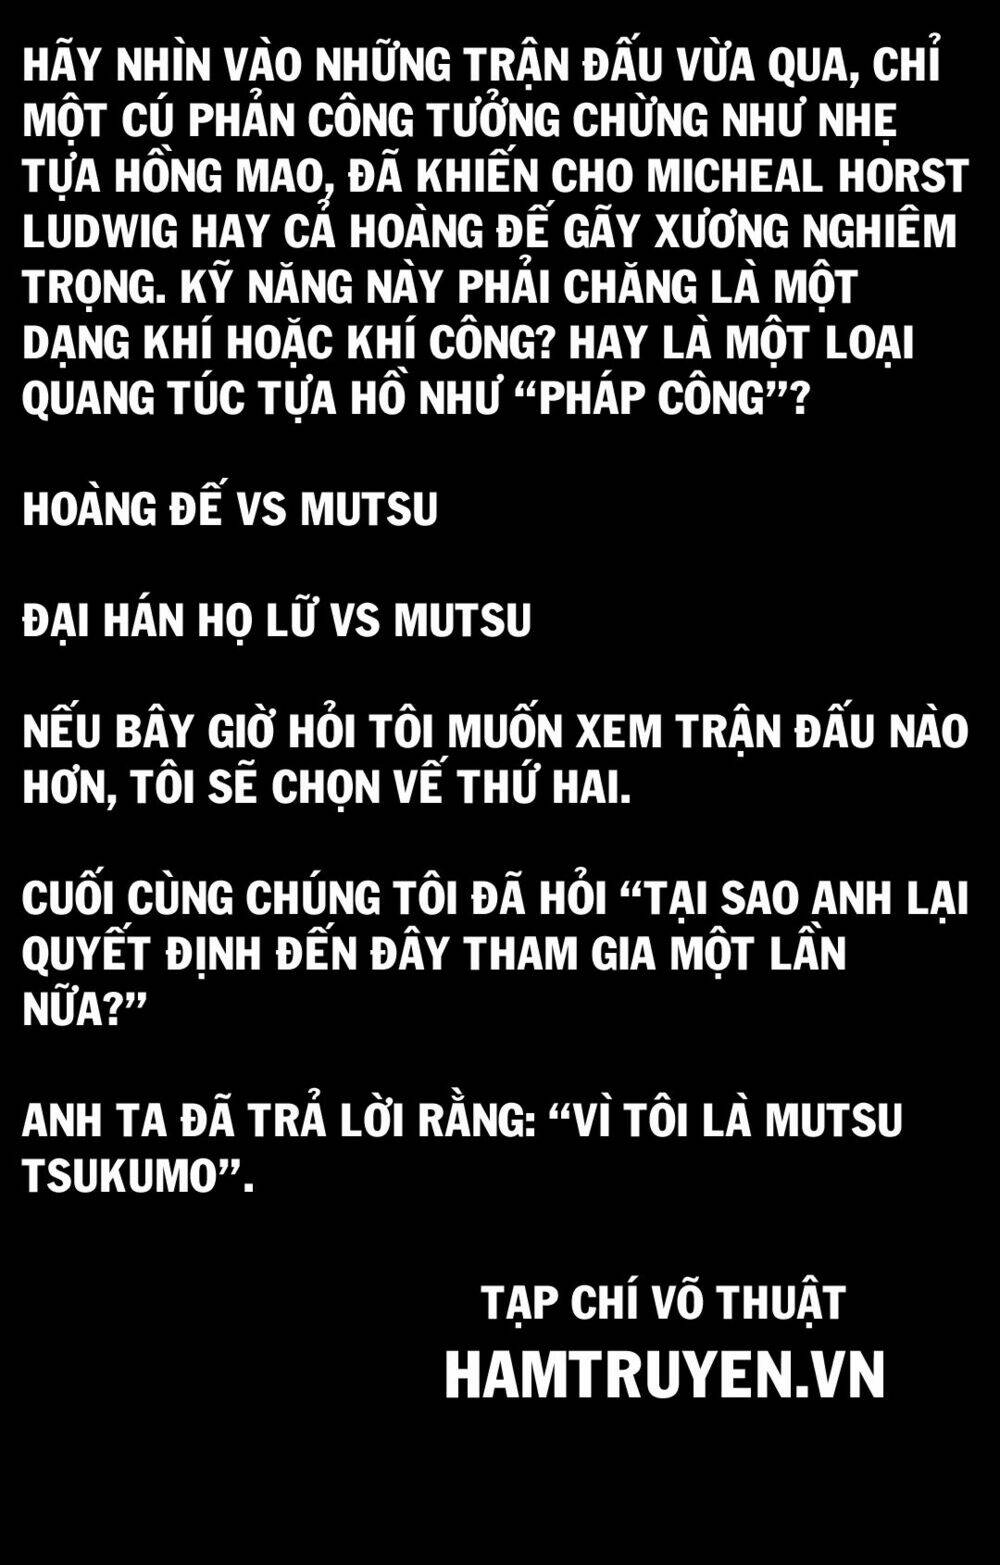 HÃY NHÌN VÀO NHỮNG TRẬN ĐẤU VỪA QUA, CHỈ
MỘT CÚ PHẢN CÔNG TƯỞNG CHỪNG NHƯ NHẸ
TỰA HỒNG MAO, ĐÃ KHIẾN CHO MICHEAL HORST
LUDWIG HAY CẢ HOÀNG ĐẾ GÃY XƯƠNG NGHIÊM
TRỌNG. KỸ NĂNG NÀY PHẢI CHĂNG LÀ MỘT
DẠNG KHÍ HOẶC KHÍ CÔNG? HAY LÀ MỘT LOẠI
QUANG TÚC TỰA HỒ NHƯ “PHÁP CÔNG”?
HOÀNG ĐẾ VS MUTSU
ĐẠI HÁN HỌ LỮ VS MUTSU
NẾU BÂY GIỜ HỎI TÔI MUỐN XEM TRẬN ĐẤU NÀO
HƠN, TÔI SẼ CHỌN VẾ THỨ HAI.
CUỐI CÙNG CHÚNG TÔI ĐÃ HỎI “TẠI SAO ANH LẠI
QUYẾT ĐỊNH ĐẾN ĐÂY THAM GIA MỘT LẦN
NỮA?”
ANH TA ĐÃ TRẢ LỜI RẰNG: “VÌ TÔI LÀ MUTSU
TSUKUMO”.
TẠP CHÍ VÕ THUẬT
HAMTRUYEN.VN